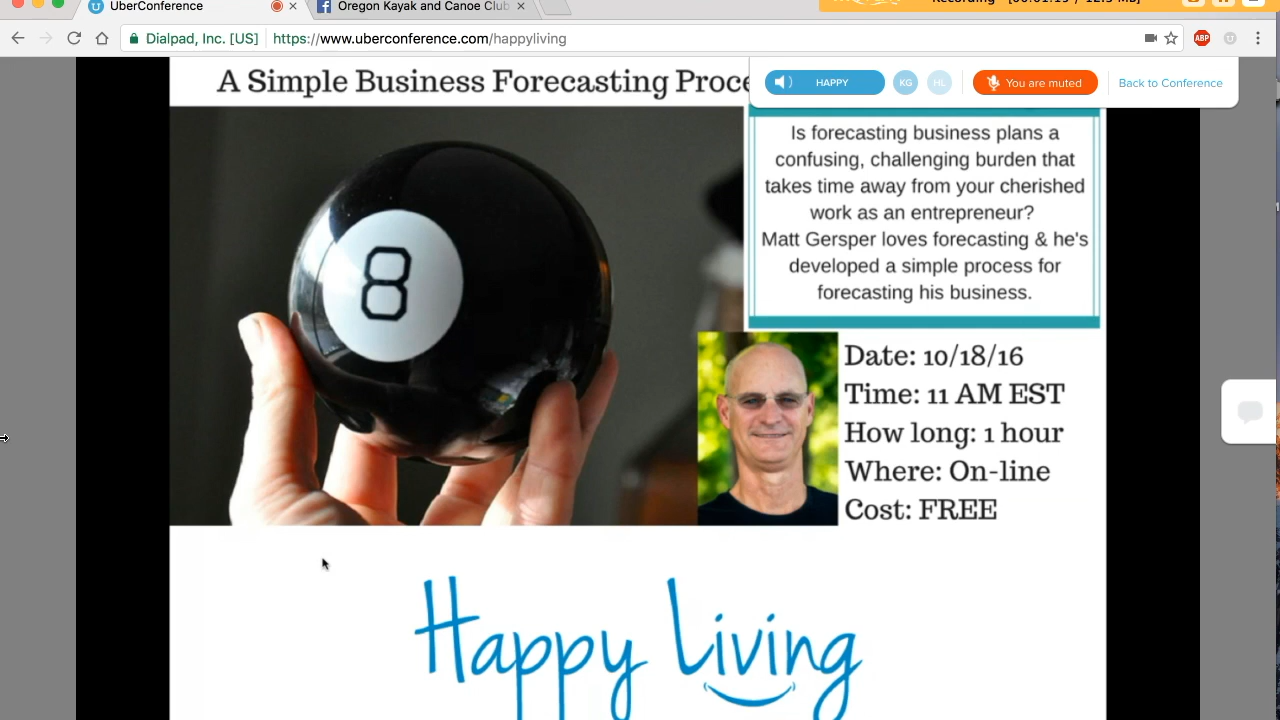 UberConference
Oregon Kayak and Canoe Club
Dialpad, Inc. [US]
https://www.uberconference.com/happyliving
ABP
HAPPY
KG
HL
You are muted
Back to Conference
A Simple Business Forecasting Proce
Is forecasting business plans a
confusing, challenging burden that
takes time away from your cherished
work as an entrepreneur?
Matt Gersper loves forecasting & he's
developed a simple process for
forecasting his business.
8
Date: 10/18/16
Time: 11 AM EST
How long: 1 hour
Where: On-line
Cost: FREE
Happy Living